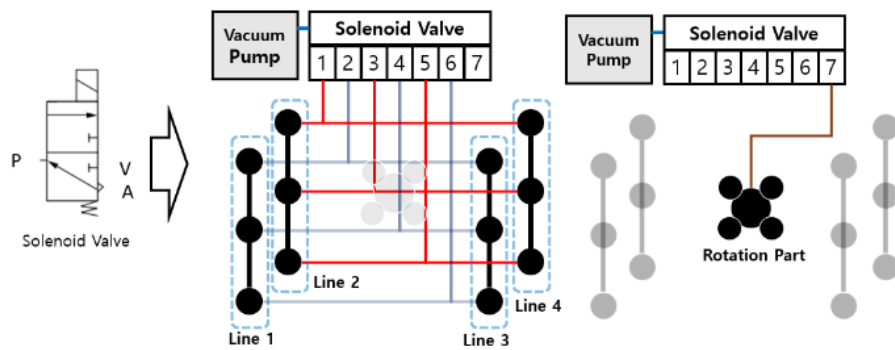 P
V
A
Solenoid Valve
Vacuum
Pump
Solenoid Valve
1 2 3 4 5 6 7
Line 1
Line 2
Line 3
Line 4
Vacuum
Pump
Solenoid Valve
1 2 3 4 5 6 7
Rotation Part